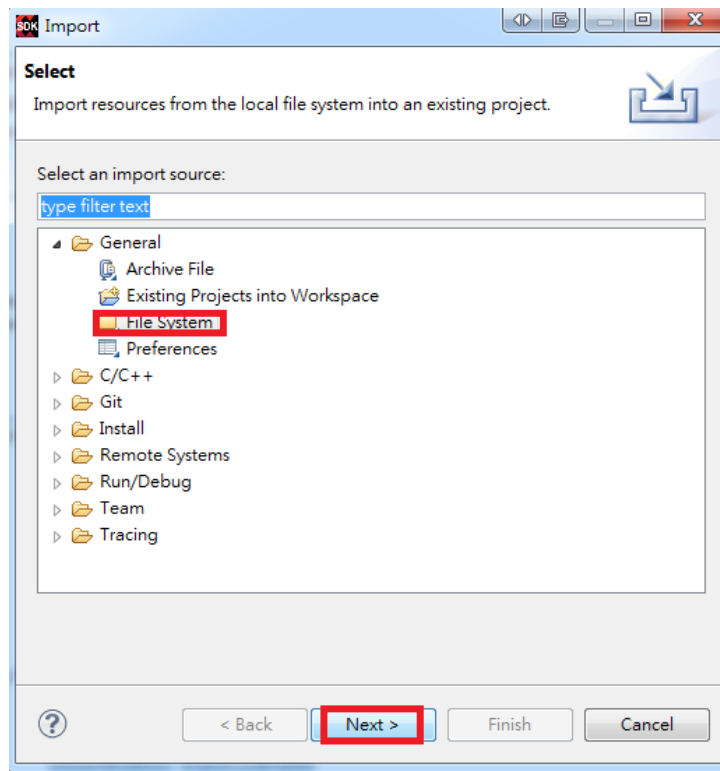 SDK Import
Select
Import resources from the local file system into an existing project.
Select an import source:
type filter text
General
Archive File
Existing Projects into Workspace
File System
Preferences
C/C++
Git
Install
Remote Systems
Run/Debug
Team
Tracing
? < Back Next > Finish Cancel